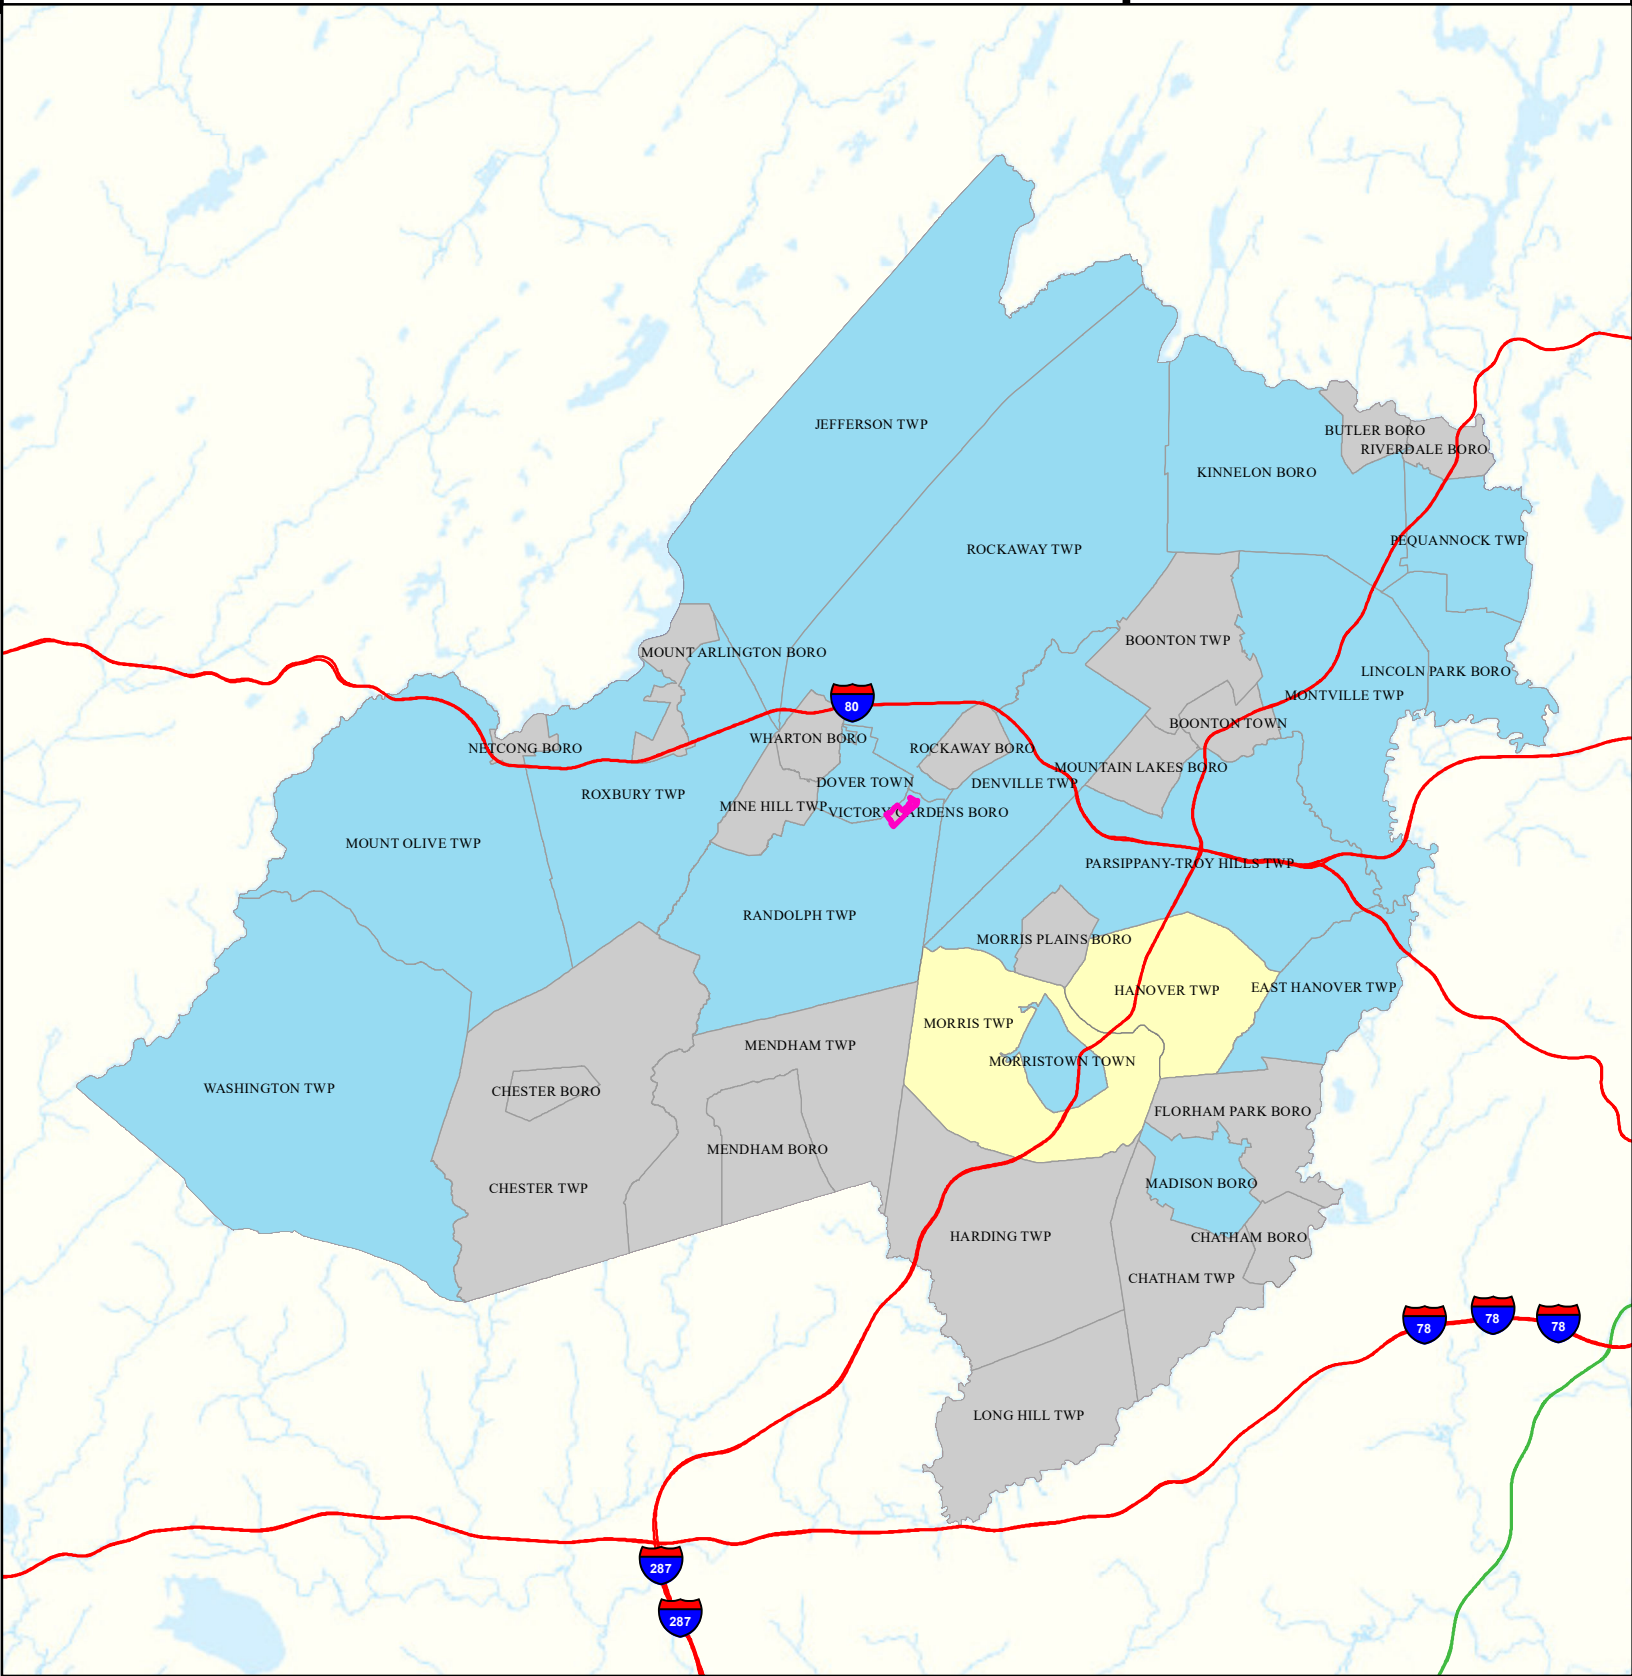 JEFFERSON TWP
BUTLER BORO
RIVERDALE BORO
KINNELON BORO
PEQUANNOCK TWP
ROCKAWAY TWP
BOONTON TWP
MOUNT ARLINGTON BORO
LINCOLN PARK BORO
MONTVILLE TWP
80
BOONTON TOWN
WHARTON BORO
NETCONG BORO
ROCKAWAY BORO
MOUNTAIN LAKES BORO
DOVER TOWN
DENVILLE TWP
ROXBURY TWP
MINE HILL TWP
VICTORY GARDENS BORO
MOUNT OLIVE TWP
PARSIPPANY-TROY HILLS TWP
RANDOLPH TWP
MORRIS PLAINS BORO
EAST HANOVER TWP
HANOVER TWP
MORRIS TWP
MENDHAM TWP
MORRISTOWN TOWN
WASHINGTON TWP
CHESTER BORO
FLORHAM PARK BORO
MENDHAM BORO
MADISON BORO
CHESTER TWP
HARDING TWP
CHATHAM BORO
CHATHAM TWP
78
78
78
LONG HILL TWP
287
287